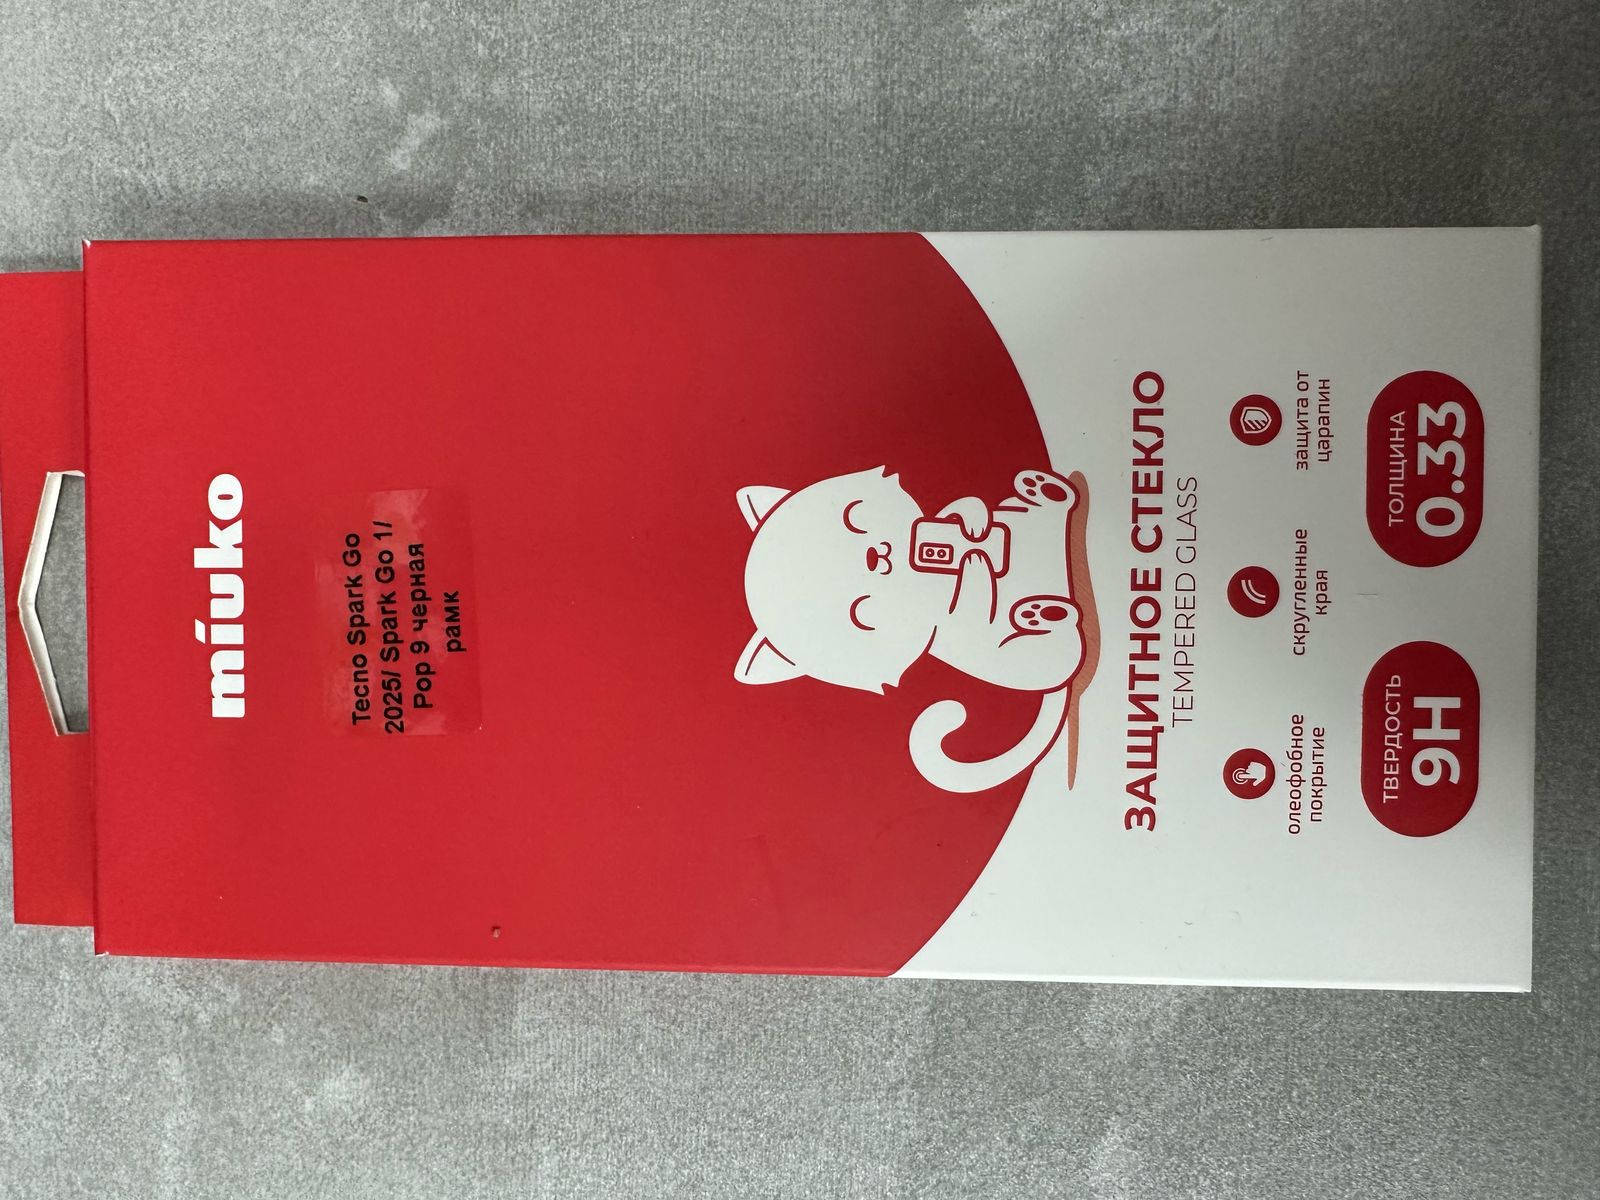 míuko
Tecno Spark Go
2025/ Spark Go 1/
Pop 9 черная
рамк
ЗАЩИТНОЕ СТЕКЛО
TEMPERED GLASS
олеофобное
покрытие
скругленные
края
защита от
царапин
ТВЕРДОСТЬ
9H
ТОЛЩИНА
0.33